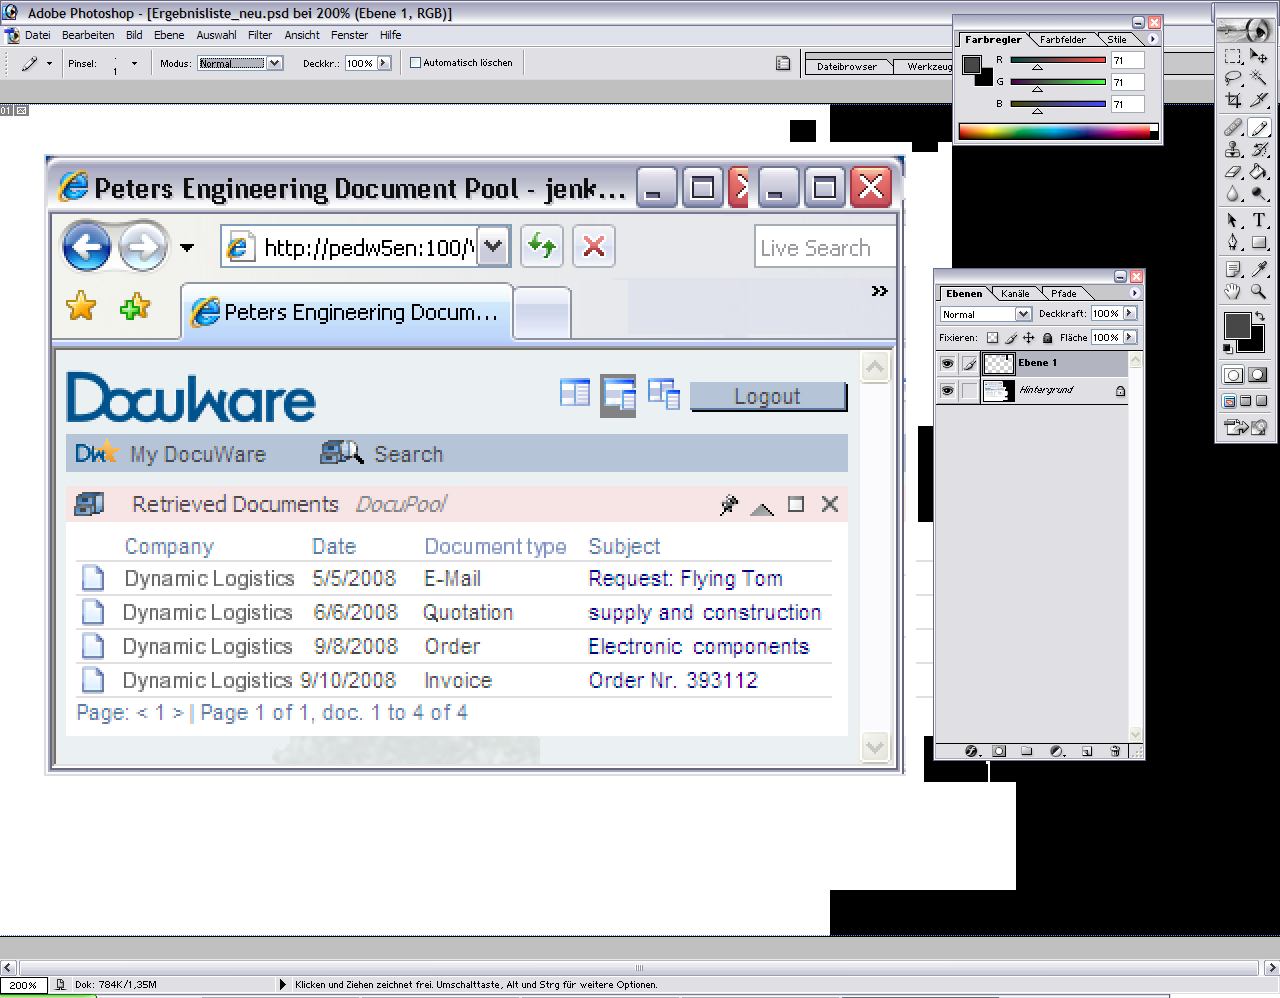 Adobe Photoshop - [Ergebnisliste_neu.psd bei 200% (Ebene 1, RGB)]
Datei Bearbeiten Bild Ebene Auswahl Filter Ansicht Fenster Hilfe
Pinsel: 1 Modus: Normal Deckkr.: 100% Automatisch löschen Dateibrowser Werkzeug
Farbregler Farbfelder Stile
R 71
G 71
B 71
01
Peters Engineering Document Pool - jenk...
http://pedw5en:100/ Live Search
Peters Engineering Docum... »
DocuWare Logout
DW My DocuWare Search
Retrieved Documents DocuPool
Company Date Document type Subject
Dynamic Logistics 5/5/2008 E-Mail Request: Flying Tom
Dynamic Logistics 6/6/2008 Quotation supply and construction
Dynamic Logistics 9/8/2008 Order Electronic components
Dynamic Logistics 9/10/2008 Invoice Order Nr. 393112
Page: < 1 > | Page 1 of 1, doc. 1 to 4 of 4
Ebenen Kanäle Pfade
Normal Deckkraft: 100%
Fixieren: Fläche 100%
Ebene 1
Hintergrund
200% Dok: 784K/1,35M Klicken und Ziehen zeichnet frei. Umschalttaste, Alt und Strg für weitere Optionen.